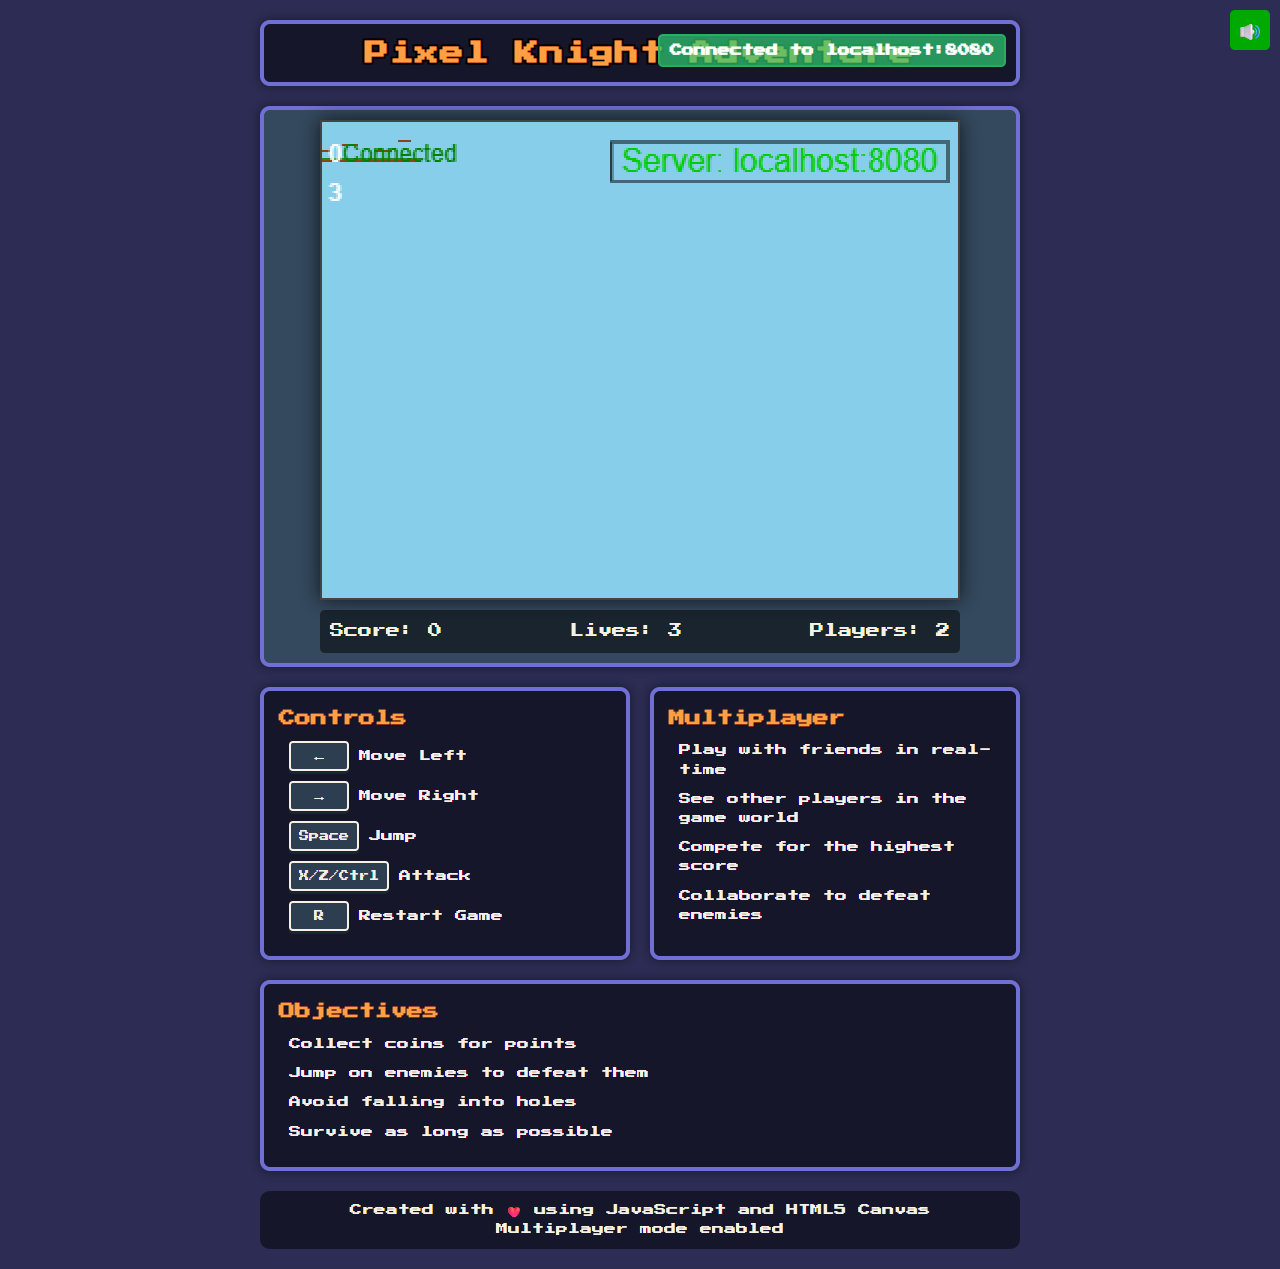 Pixel Knight Adventure
Connected to localhost:8080
0 Connected
Server: localhost:8080
3
Score: 0 Lives: 3 Players: 2
Controls
← Move Left
→ Move Right
Space Jump
X/Z/Ctrl Attack
R Restart Game
Multiplayer
Play with friends in real-
time
See other players in the
game world
Compete for the highest
score
Collaborate to defeat
enemies
Objectives
Collect coins for points
Jump on enemies to defeat them
Avoid falling into holes
Survive as long as possible
Created with ❤ using JavaScript and HTML5 Canvas
Multiplayer mode enabled